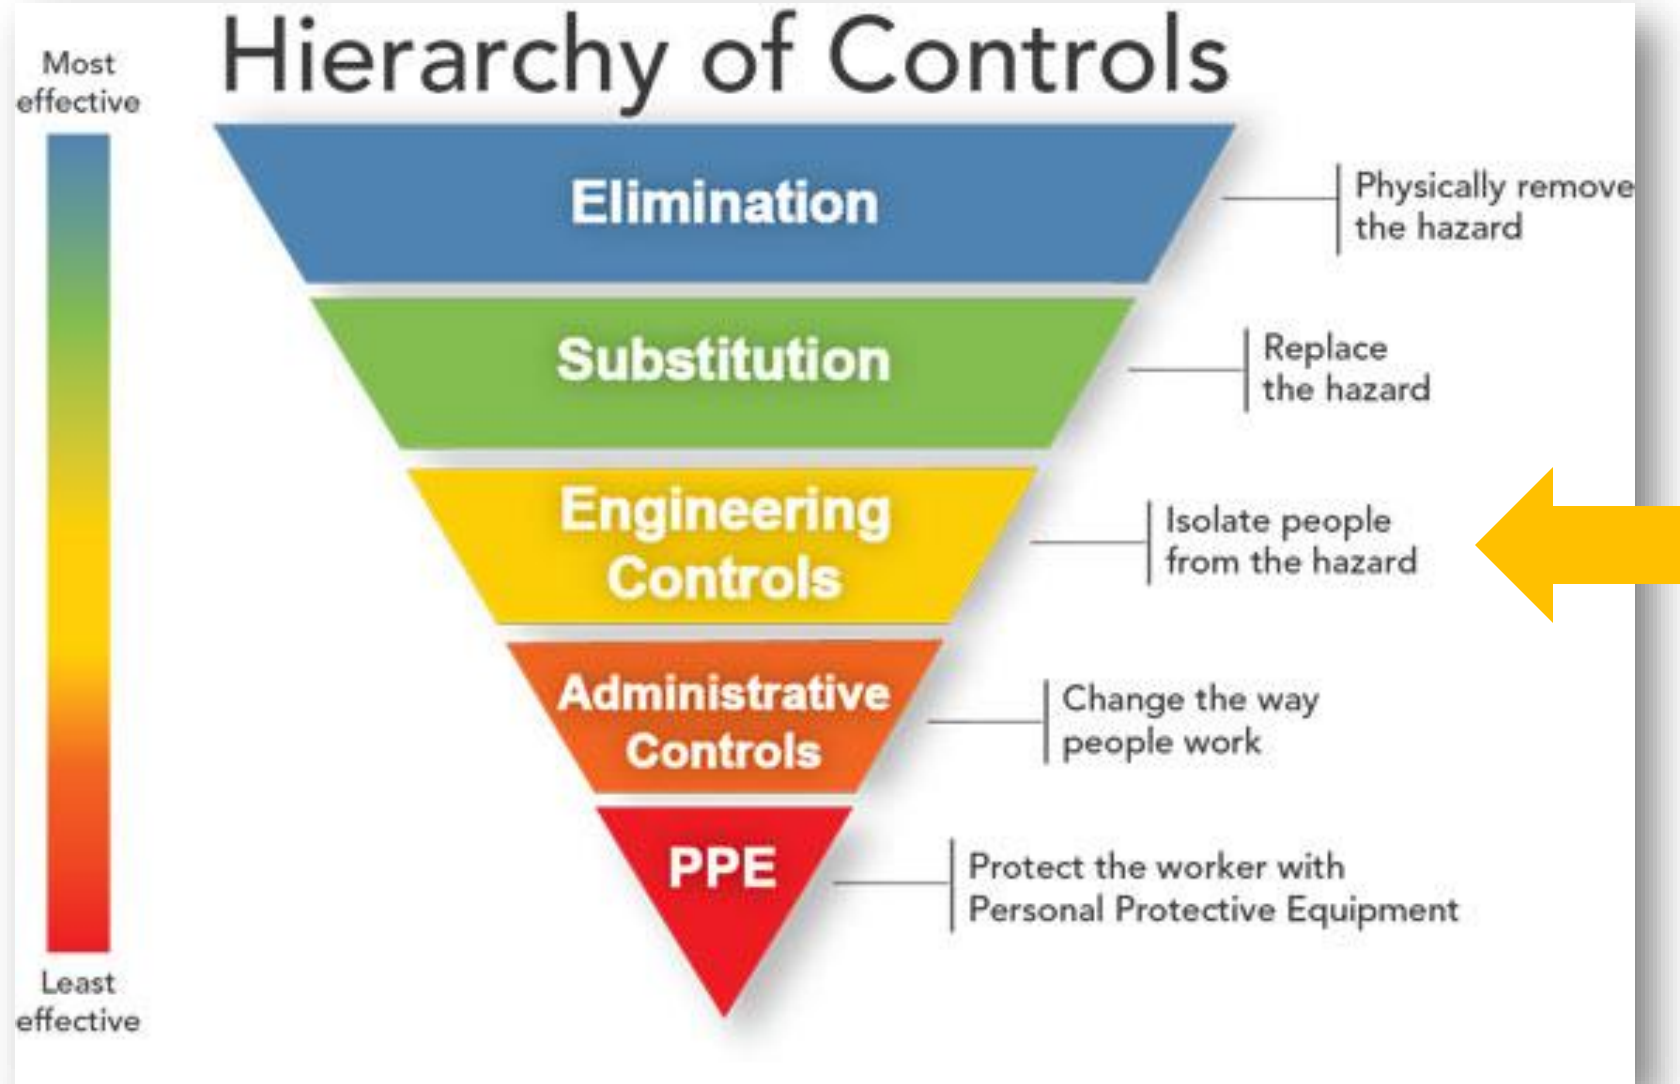 Hierarchy of Controls
Most
effective
Elimination
Physically remove
the hazard
Substitution
Replace
the hazard
Engineering
Controls
Isolate people
from the hazard
Administrative
Controls
Change the way
people work
PPE
Protect the worker with
Personal Protective Equipment
Least
effective